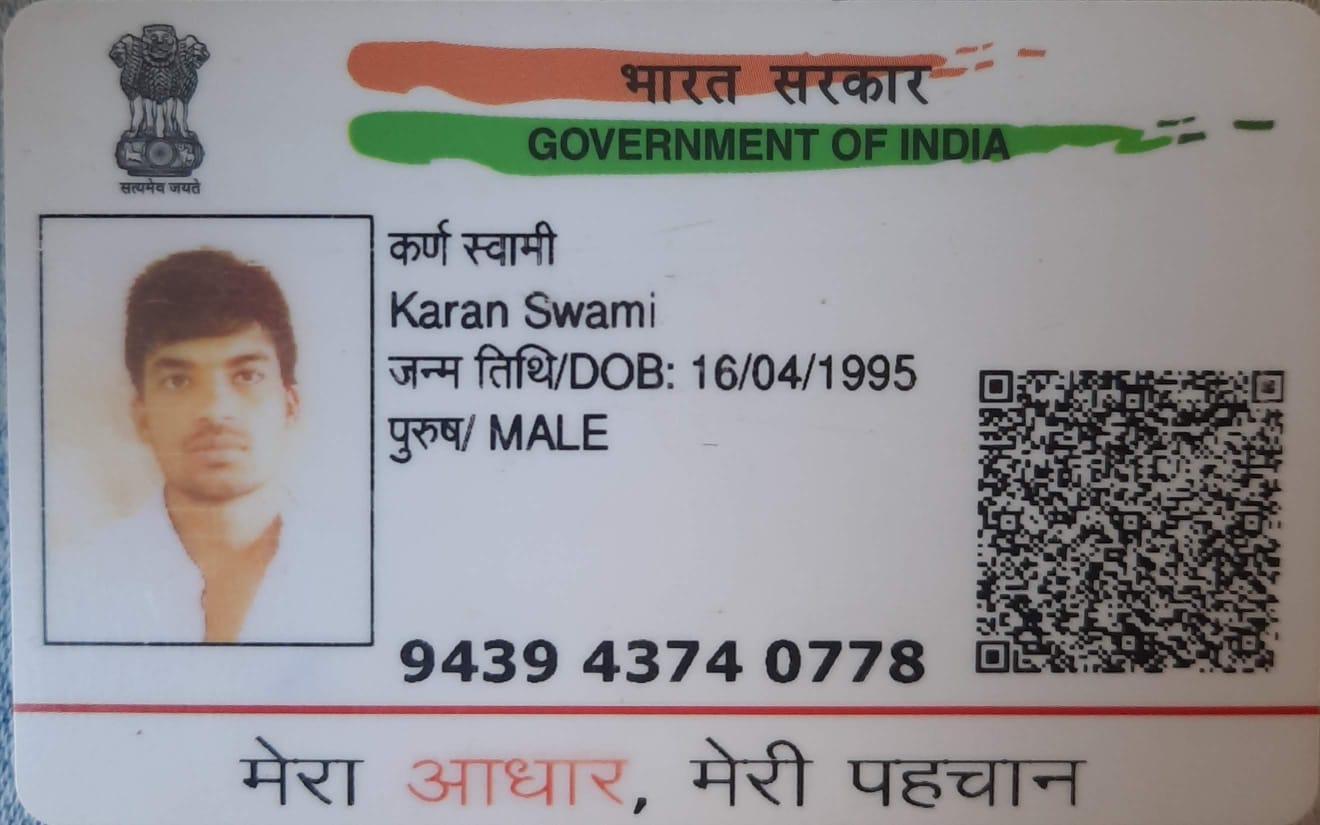 सत्यमेव जयते
भारत सरकार
GOVERNMENT OF INDIA
कर्ण स्वामी
Karan Swami
जन्म तिथि/DOB: 16/04/1995
पुरुष/ MALE
9439 4374 0778
मेरा आधार, मेरी पहचान